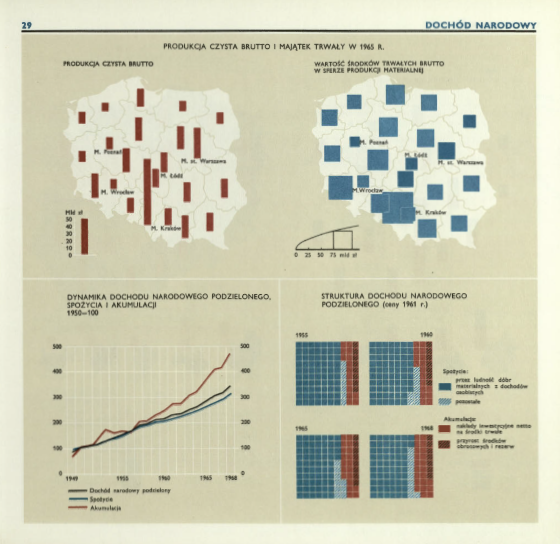 29
DOCHÓD NARODOWY
PRODUKCJA CZYSTA BRUTTO I MAJĄTEK TRWAŁY W 1965 R.
PRODUKCJA CZYSTA BRUTTO
M. Poznań
M. st. Warszawa
M. Łódź
M. Wrocław
M. Kraków
Mld zł
50
40
30
20
10
0
WARTOŚĆ ŚRODKÓW TRWAŁYCH BRUTTO
W SFERZE PRODUKCJI MATERIALNEJ
M. Poznań
M. Łódź
M. st. Warszawa
M. Wrocław
M. Kraków
0 25 50 75 mld zł
DYNAMIKA DOCHODU NARODOWEGO PODZIELONEGO,
SPOŻYCIA I AKUMULACJI
1950=100
500 500
400 400
300 300
200 200
100 100
0 0
1949 1955 1960 1965 1968
Dochód narodowy podzielony
Spożycie
Akumulacja
STRUKTURA DOCHODU NARODOWEGO
PODZIELONEGO (ceny 1961 r.)
1955 1960
1965 1968
Spożycie:
przez ludność dóbr
materialnych z dochodów
osobistych
pozostałe
Akumulacja:
nakłady inwestycyjne netto
na środki trwałe
przyrost środków
obrotowych i rezerw